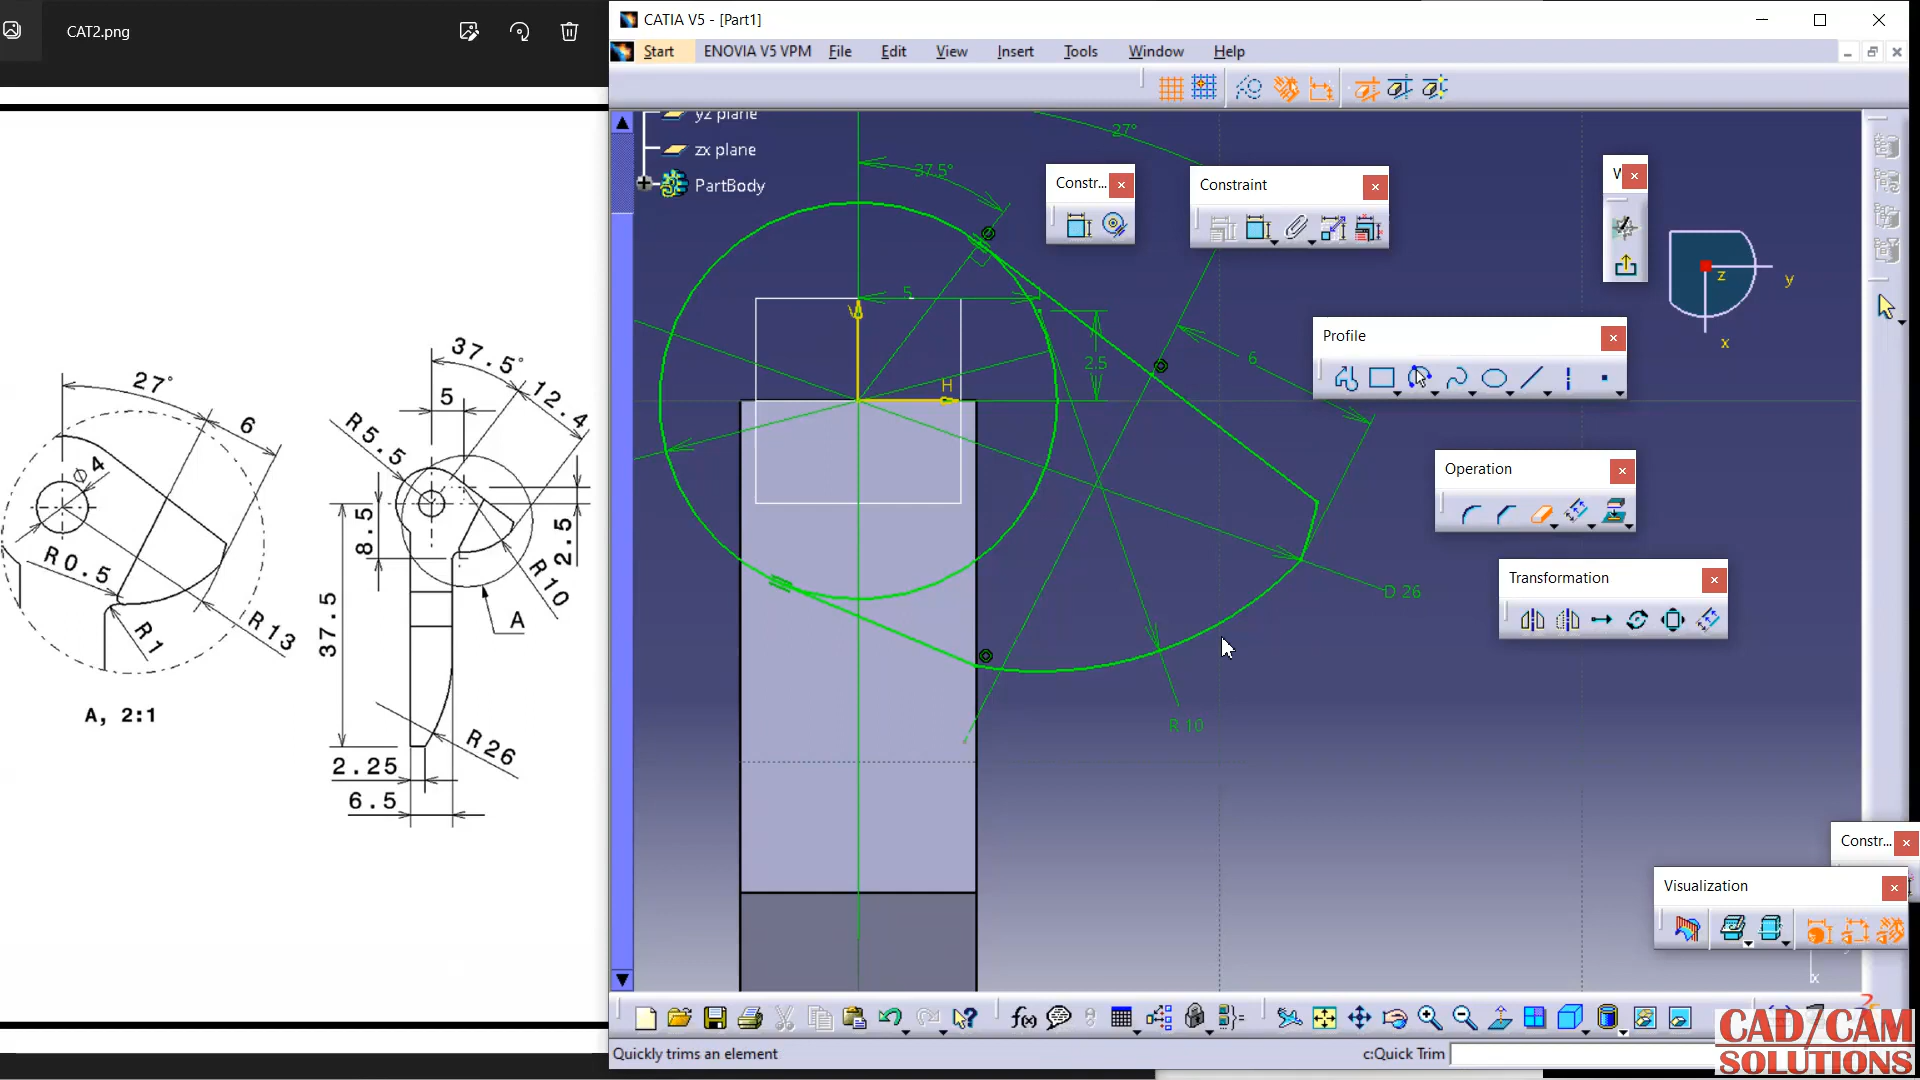 CAT2.png
CATIA V5 - [Part1]
Start ENOVIA V5 VPM File Edit View Insert Tools Window Help
yz plane
zx plane
PartBody
Constr...
Constraint
Profile
Operation
Transformation
Constr...
Visualization
27°
37.5°
5
V
H
2.5
6
D 26
R 10
z
y
x
x
37.5°
27°
5
12.4
6
R5.5
Ø4
8.5
2.5
R0.5
R10
R1
R13
A
37.5
A, 2:1
R26
2.25
6.5
f(x)
Quickly trims an element
c:Quick Trim
CAD/CAM
SOLUTIONS